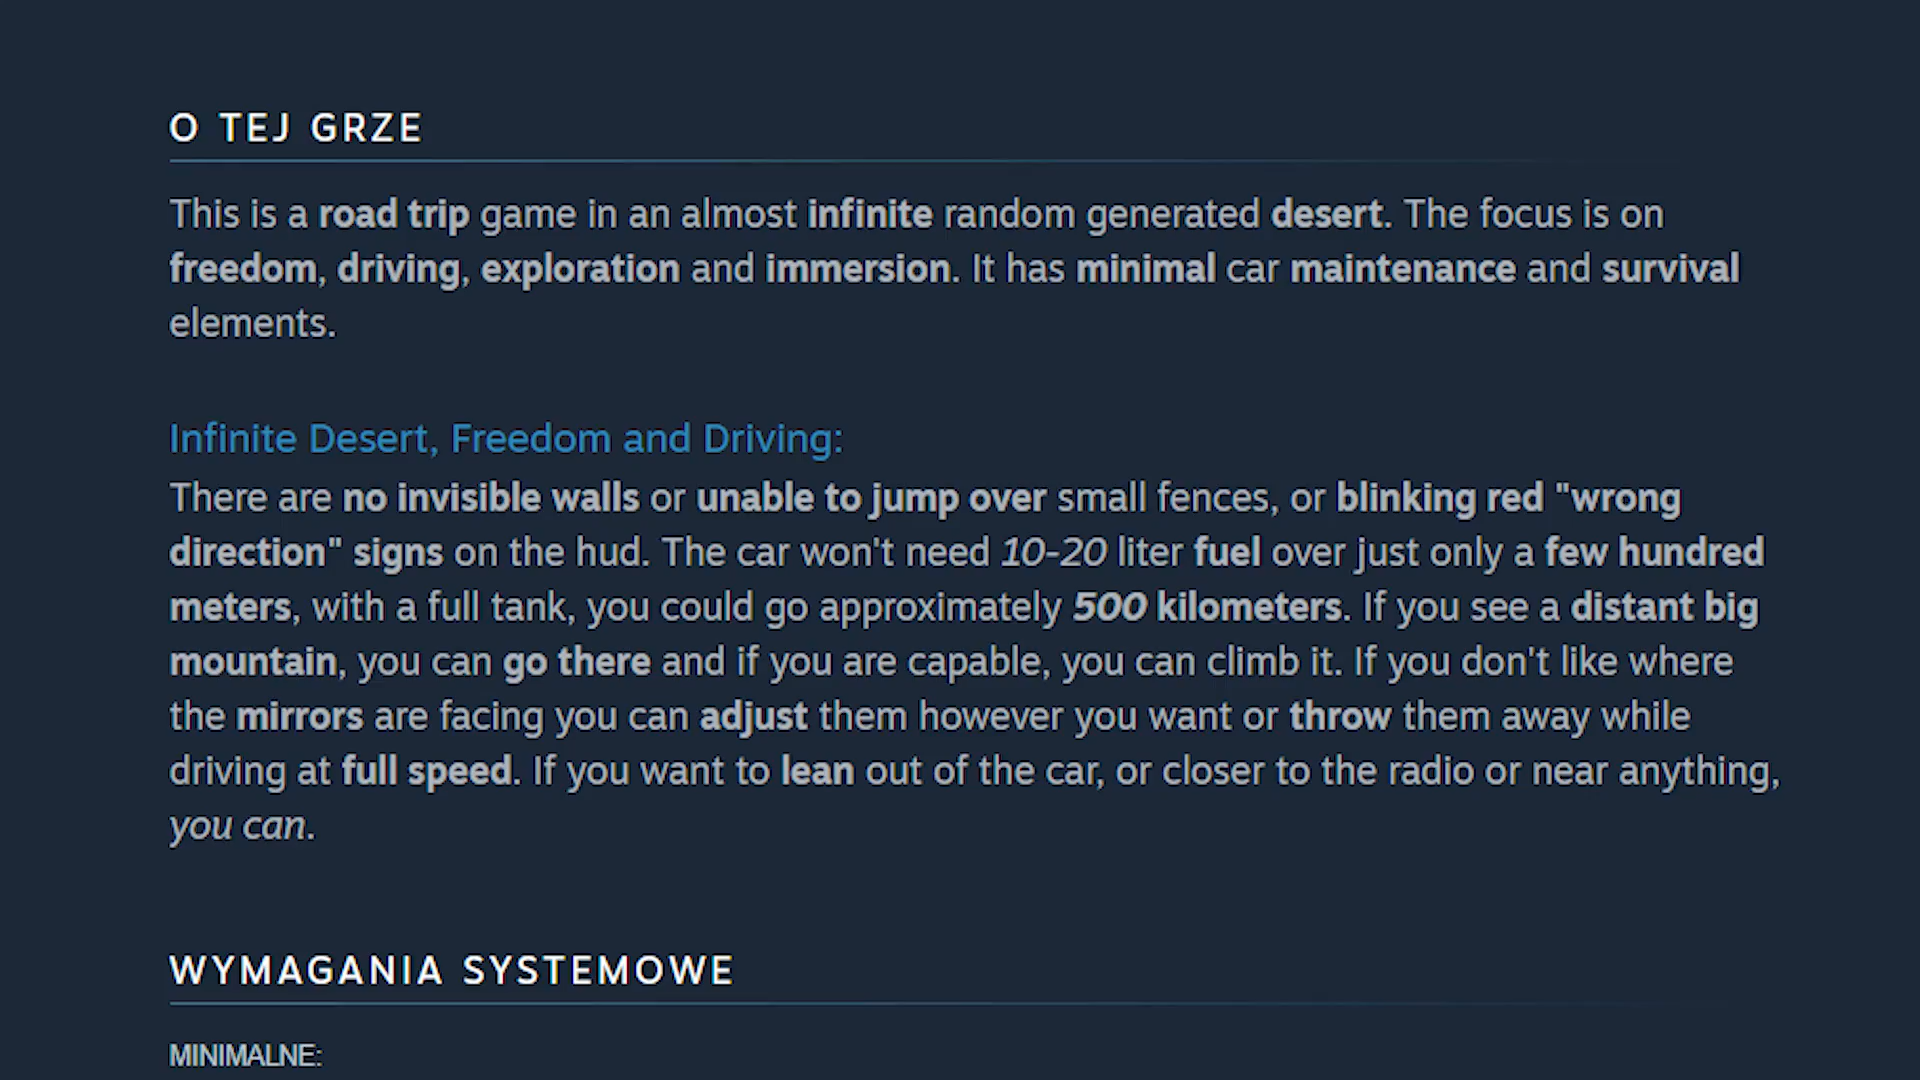 O TEJ GRZE
This is a road trip game in an almost infinite random generated desert. The focus is on
freedom, driving, exploration and immersion. It has minimal car maintenance and survival
elements.
Infinite Desert, Freedom and Driving:
There are no invisible walls or unable to jump over small fences, or blinking red "wrong
direction" signs on the hud. The car won't need 10-20 liter fuel over just only a few hundred
meters, with a full tank, you could go approximately 500 kilometers. If you see a distant big
mountain, you can go there and if you are capable, you can climb it. If you don't like where
the mirrors are facing you can adjust them however you want or throw them away while
driving at full speed. If you want to lean out of the car, or closer to the radio or near anything,
you can.
WYMAGANIA SYSTEMOWE
MINIMALNE: